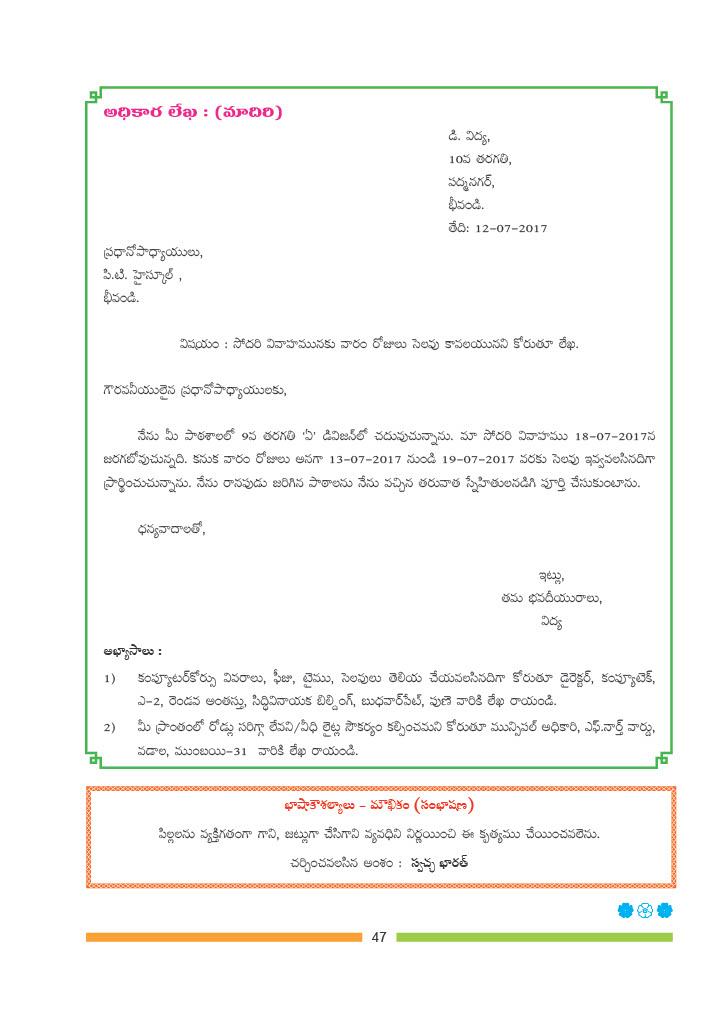 అధికార లేఖ : (మాదిరి)
డి. విద్య,
10వ తరగతి,
పద్మనగర్,
భీవండి.
తేది: 12-07-2017
ప్రధానోపాధ్యాయులు,
పి.టి. హైస్కూల్ ,
భీవండి.
విషయం : సోదరి వివాహమునకు వారం రోజులు సెలవు కావలయునని కోరుతూ లేఖ.
గౌరవనీయులైన ప్రధానోపాధ్యాయులకు,
నేను మీ పాఠశాలలో 9వ తరగతి 'ఏ' డివిజన్‌లో చదువుచున్నాను. మా సోదరి వివాహము 18-07-2017న
జరగబోవుచున్నది. కనుక వారం రోజులు అనగా 13-07-2017 నుండి 19-07-2017 వరకు సెలవు ఇవ్వవలసినదిగా
ప్రార్థించుచున్నాను. నేను రానపుడు జరిగిన పాఠాలను నేను వచ్చిన తరువాత స్నేహితులనడిగి పూర్తి చేసుకుంటాను.
ధన్యవాదాలతో,
ఇట్లు,
తమ భవదీయురాలు,
విద్య
అభ్యాసాలు :
1) కంప్యూటర్‌కోర్సు వివరాలు, ఫీజు, టైము, సెలవులు తెలియ చేయవలసినదిగా కోరుతూ డైరెక్టర్, కంప్యూటెక్,
ఎ-2, రెండవ అంతస్తు, సిద్ధివినాయక బిల్డింగ్, బుధవార్‌పేట్, పుణె వారికి లేఖ రాయండి.
2) మీ ప్రాంతంలో రోడ్లు సరిగ్గా లేవని/వీధి లైట్ల సౌకర్యం కల్పించమని కోరుతూ మున్సిపల్ అధికారి, ఎఫ్.నార్త్ వార్డు,
వడాల, ముంబయి-31 వారికి లేఖ రాయండి.
భాషాకౌశల్యాలు - మౌఖికం (సంభాషణ)
పిల్లలను వ్యక్తిగతంగా గాని, జట్లుగా చేసిగాని వ్యవధిని నిర్ణయించి ఈ కృత్యము చేయించవలెను.
చర్చించవలసిన అంశం : స్వచ్ఛ భారత్
47